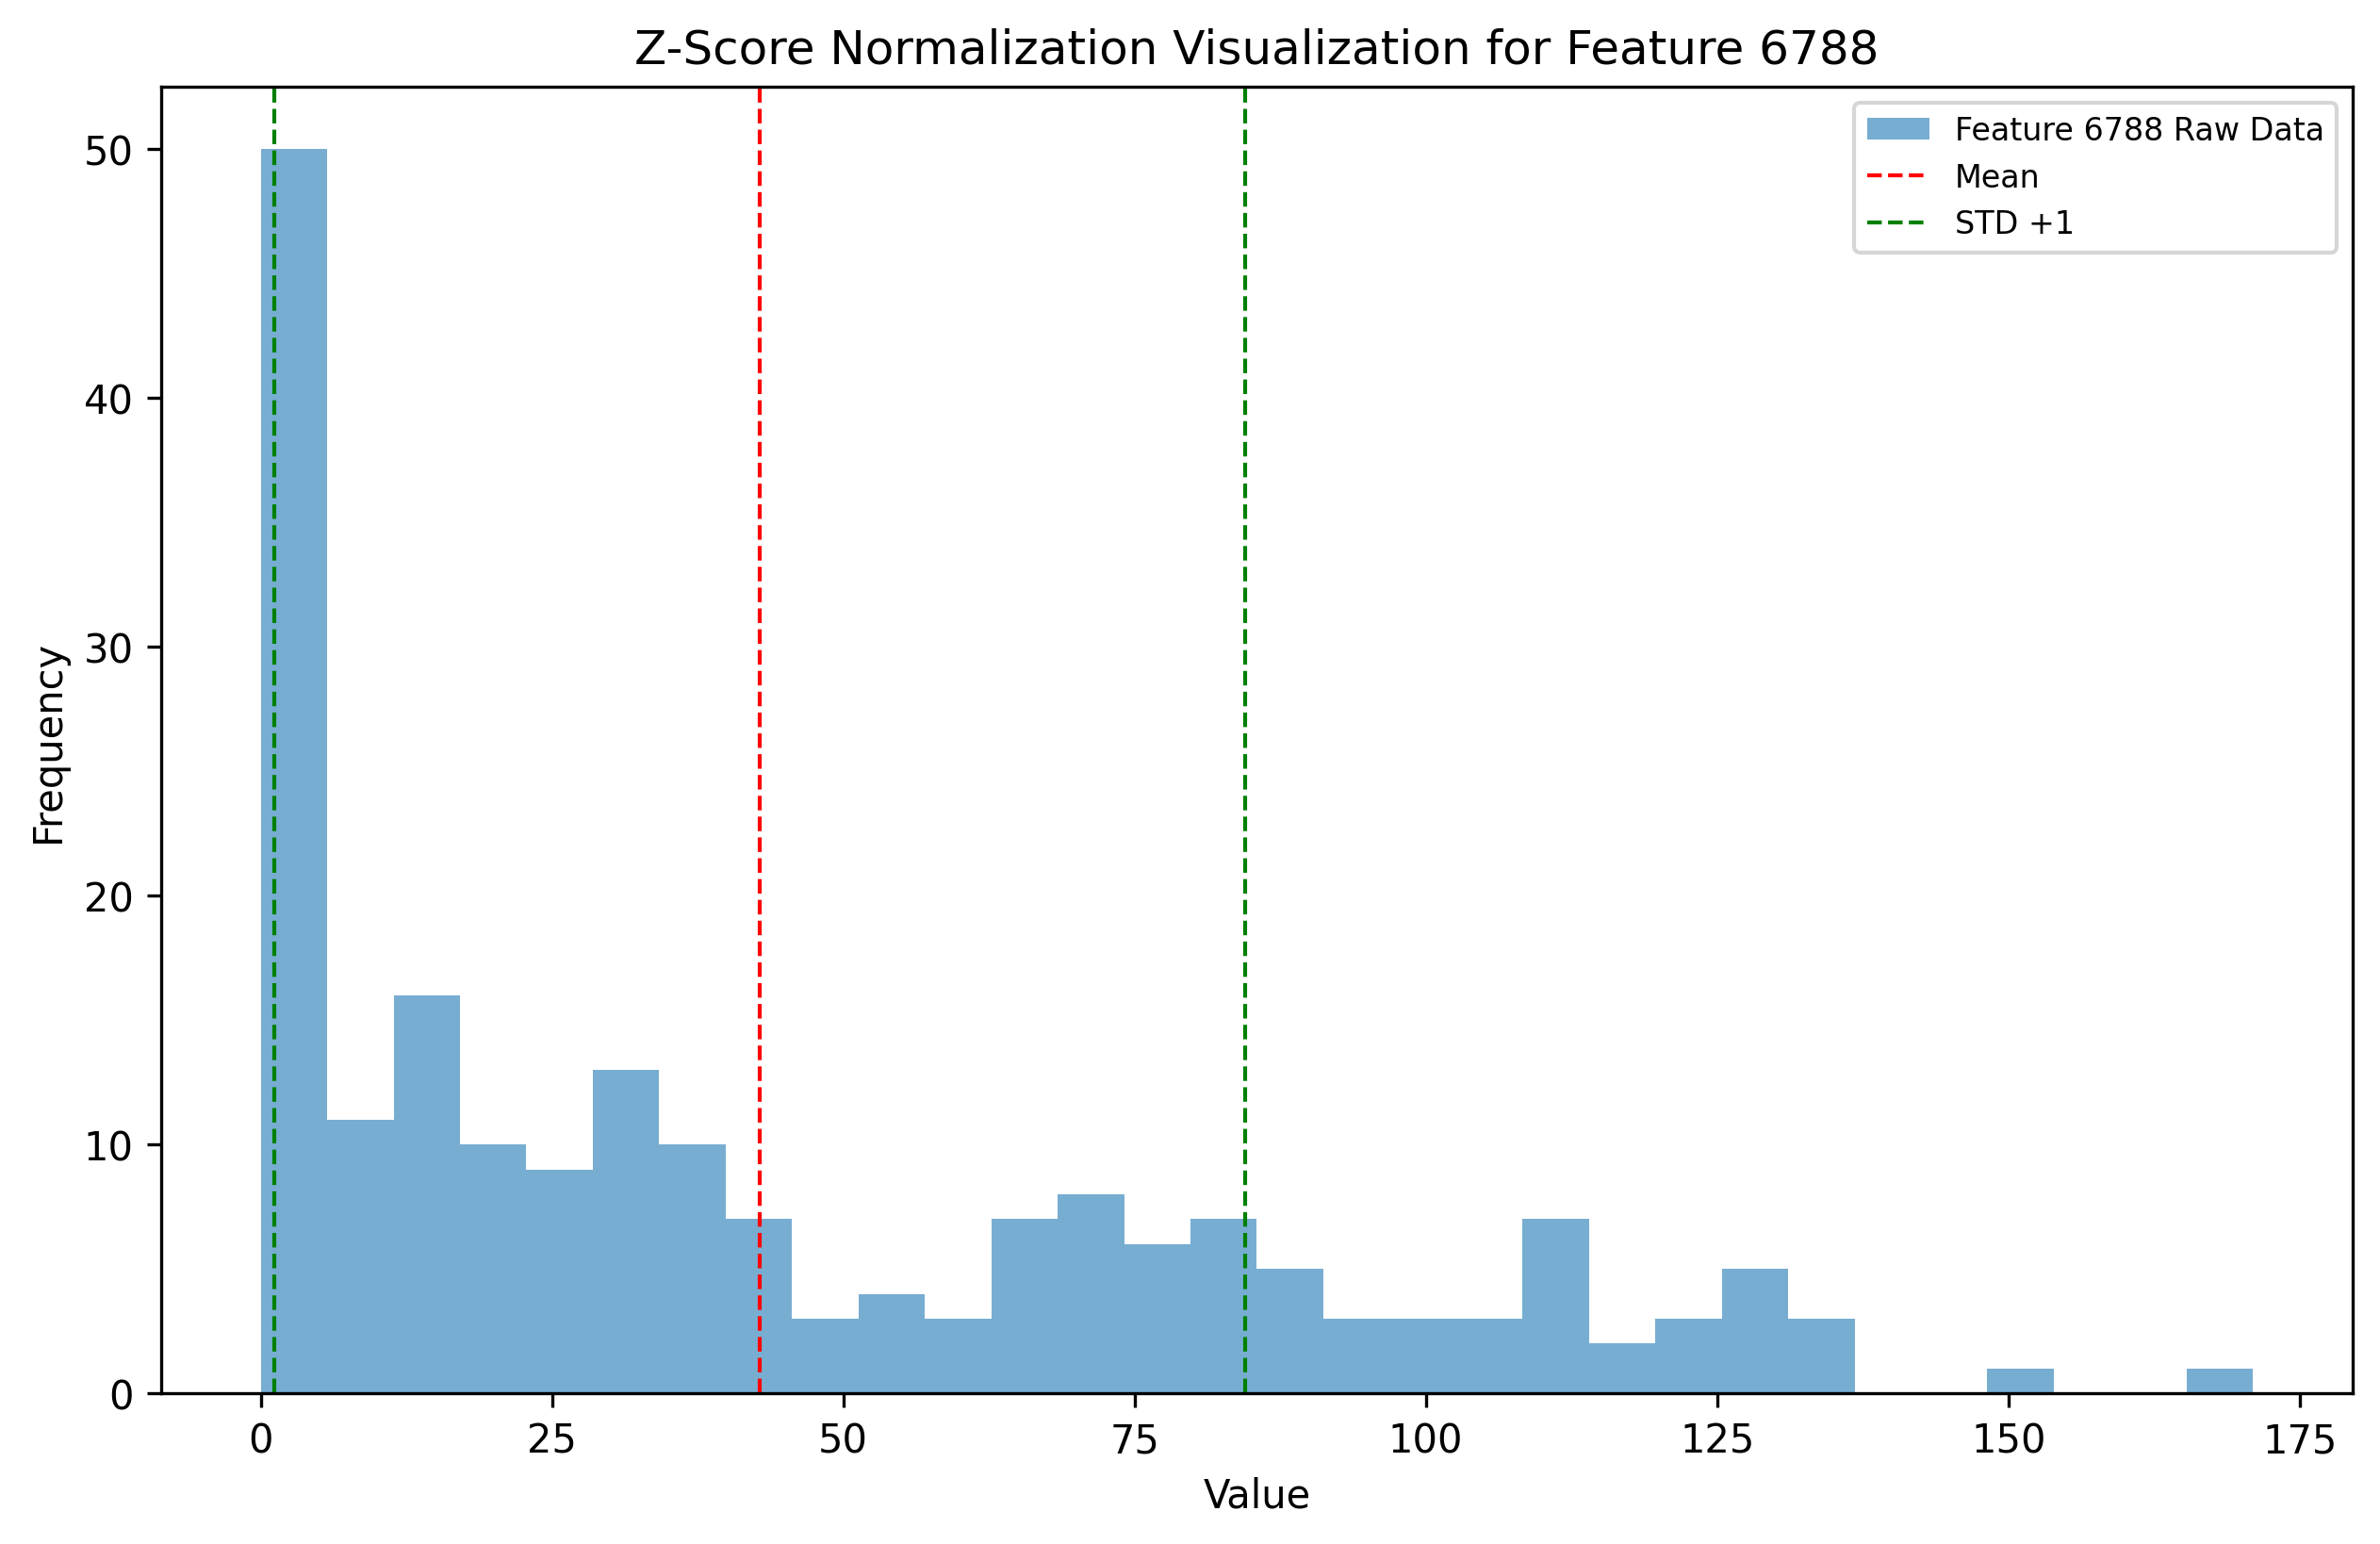 Z-Score Normalization Visualization for Feature 6788
Feature 6788 Raw Data
Mean
STD +1
50
40
30
20
10
0
Frequency
0 25 50 75 100 125 150 175
Value